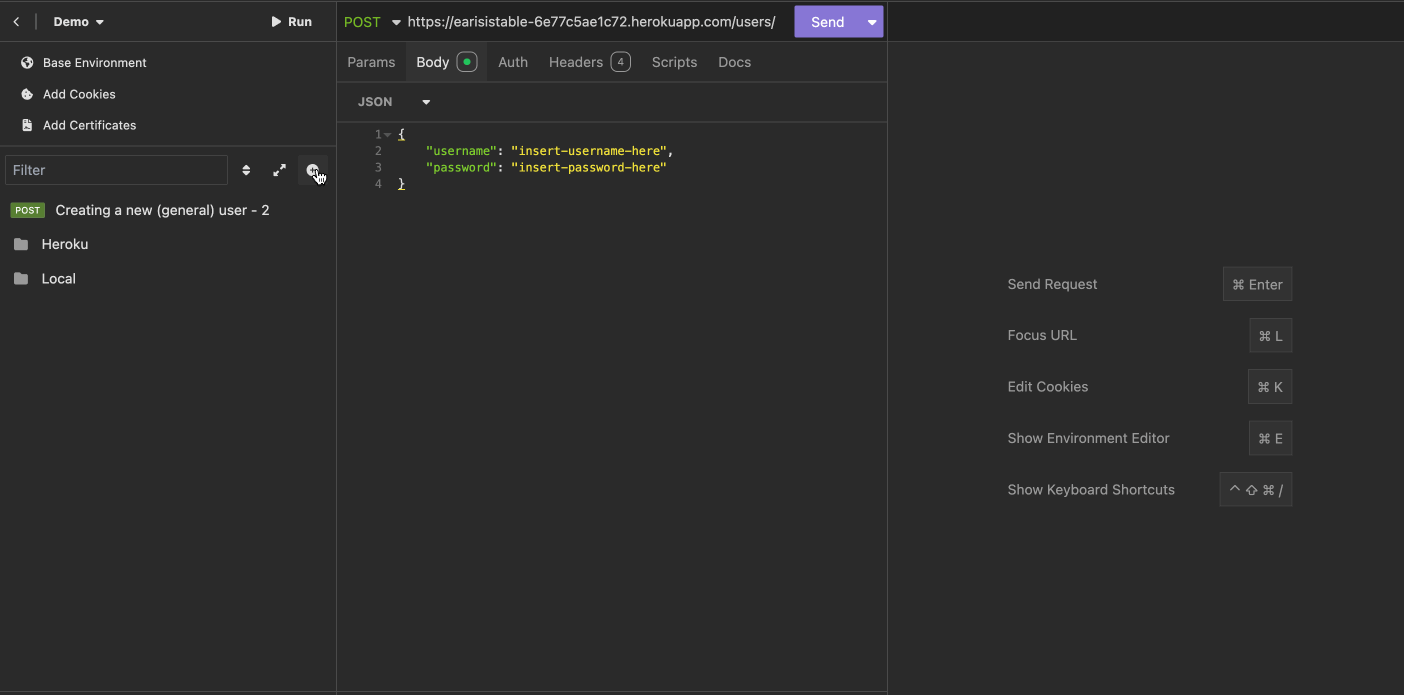 Demo
Run
Base Environment
Add Cookies
Add Certificates
Filter
POST Creating a new (general) user - 2
Heroku
Local
POST https://earisistable-6e77c5ae1c72.herokuapp.com/users/ Send
Params Body Auth Headers 4 Scripts Docs
JSON
1 {
2 "username": "insert-username-here",
3 "password": "insert-password-here"
4 }
Send Request ⌘ Enter
Focus URL ⌘ L
Edit Cookies ⌘ K
Show Environment Editor ⌘ E
Show Keyboard Shortcuts ^ ⇧ ⌘ /